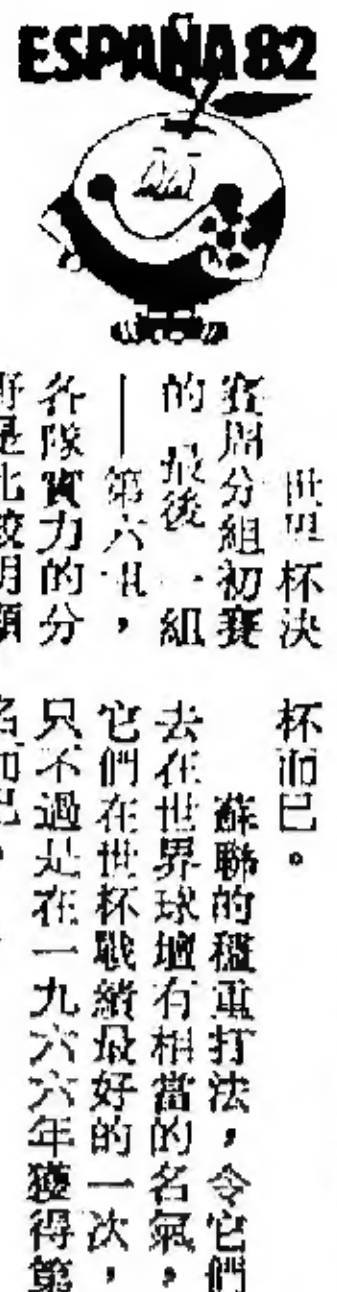 ESPAÑA 82
世界杯決
賽周分組初賽
的最後一組
——第六組，
各隊實力的分
野是比較明顯
杯而已。
蘇聯的穩重打法，令它們
去在世界球壇有相當的名氣，
它們在世杯戰績最好的一次，
只不過是在一九六六年獲得第
名而已。